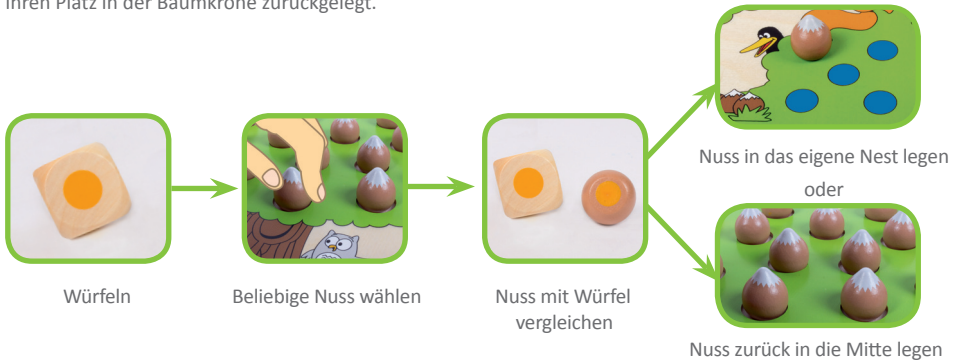 ihren Platz in der Baumkrone zurückgelegt.
Nuss in das eigene Nest legen
oder
Würfeln
Beliebige Nuss wählen
Nuss mit Würfel
vergleichen
Nuss zurück in die Mitte legen